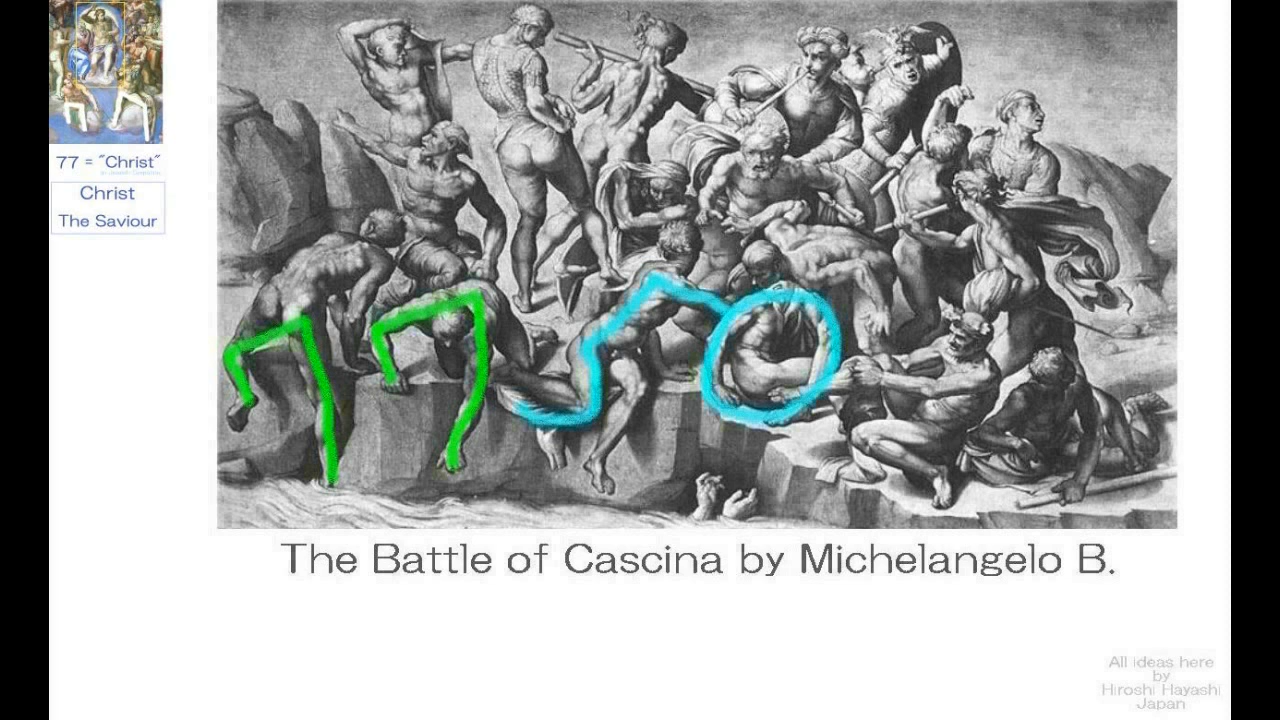 77 = "Christ"
Christ
The Saviour
The Battle of Cascina by Michelangelo B.
All ideas here
by
Hiroshi Hayashi
Japan